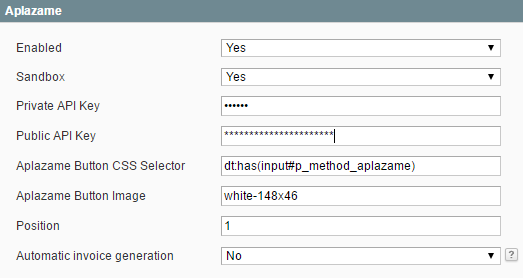 Aplazame
Enabled Yes
Sandbox Yes
Private API Key ••••••
Public API Key **********************
Aplazame Button CSS Selector dt:has(input#p_method_aplazame)
Aplazame Button Image white-148x46
Position 1
Automatic invoice generation No ?